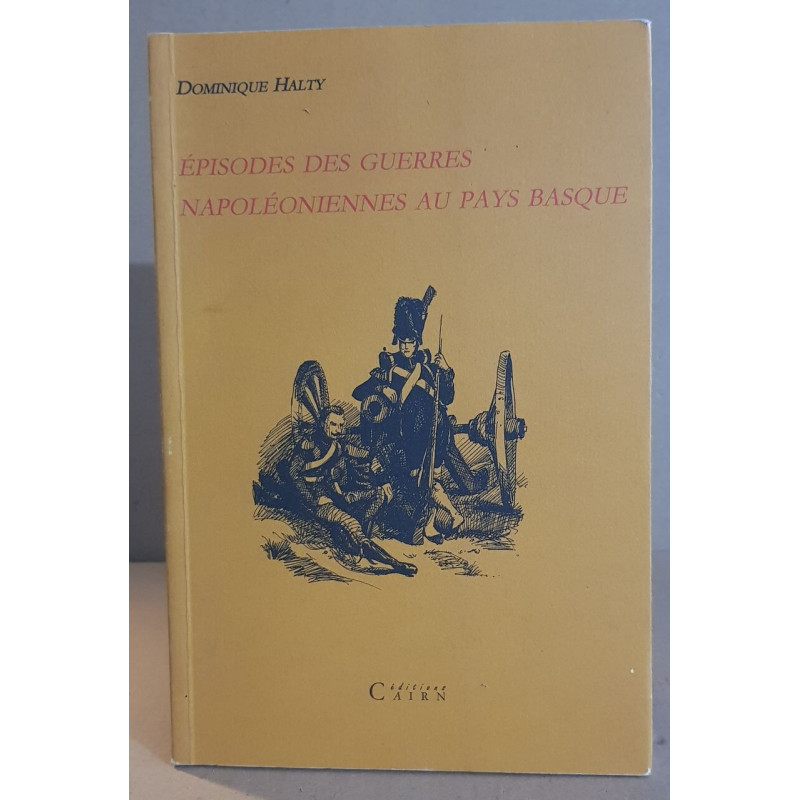 DOMINIQUE HALTY
ÉPISODES DES GUERRES
NAPOLÉONIENNES AU PAYS BASQUE
éditions
CAIRN